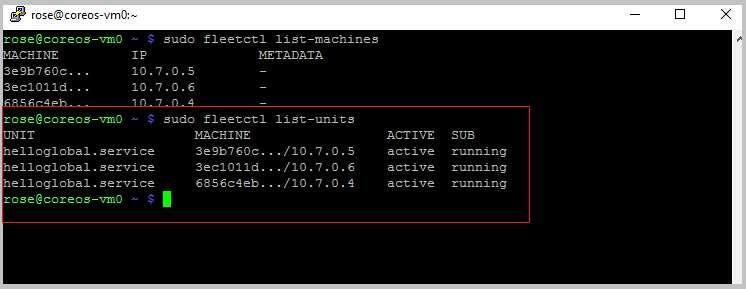 rose@coreos-vm0:~
rose@coreos-vm0 ~ $ sudo fleetctl list-machines
MACHINE IP METADATA
3e9b760c... 10.7.0.5 -
3ec1011d... 10.7.0.6 -
6856c4eb... 10.7.0.4 -
rose@coreos-vm0 ~ $ sudo fleetctl list-units
UNIT MACHINE ACTIVE SUB
helloglobal.service 3e9b760c.../10.7.0.5 active running
helloglobal.service 3ec1011d.../10.7.0.6 active running
helloglobal.service 6856c4eb.../10.7.0.4 active running
rose@coreos-vm0 ~ $